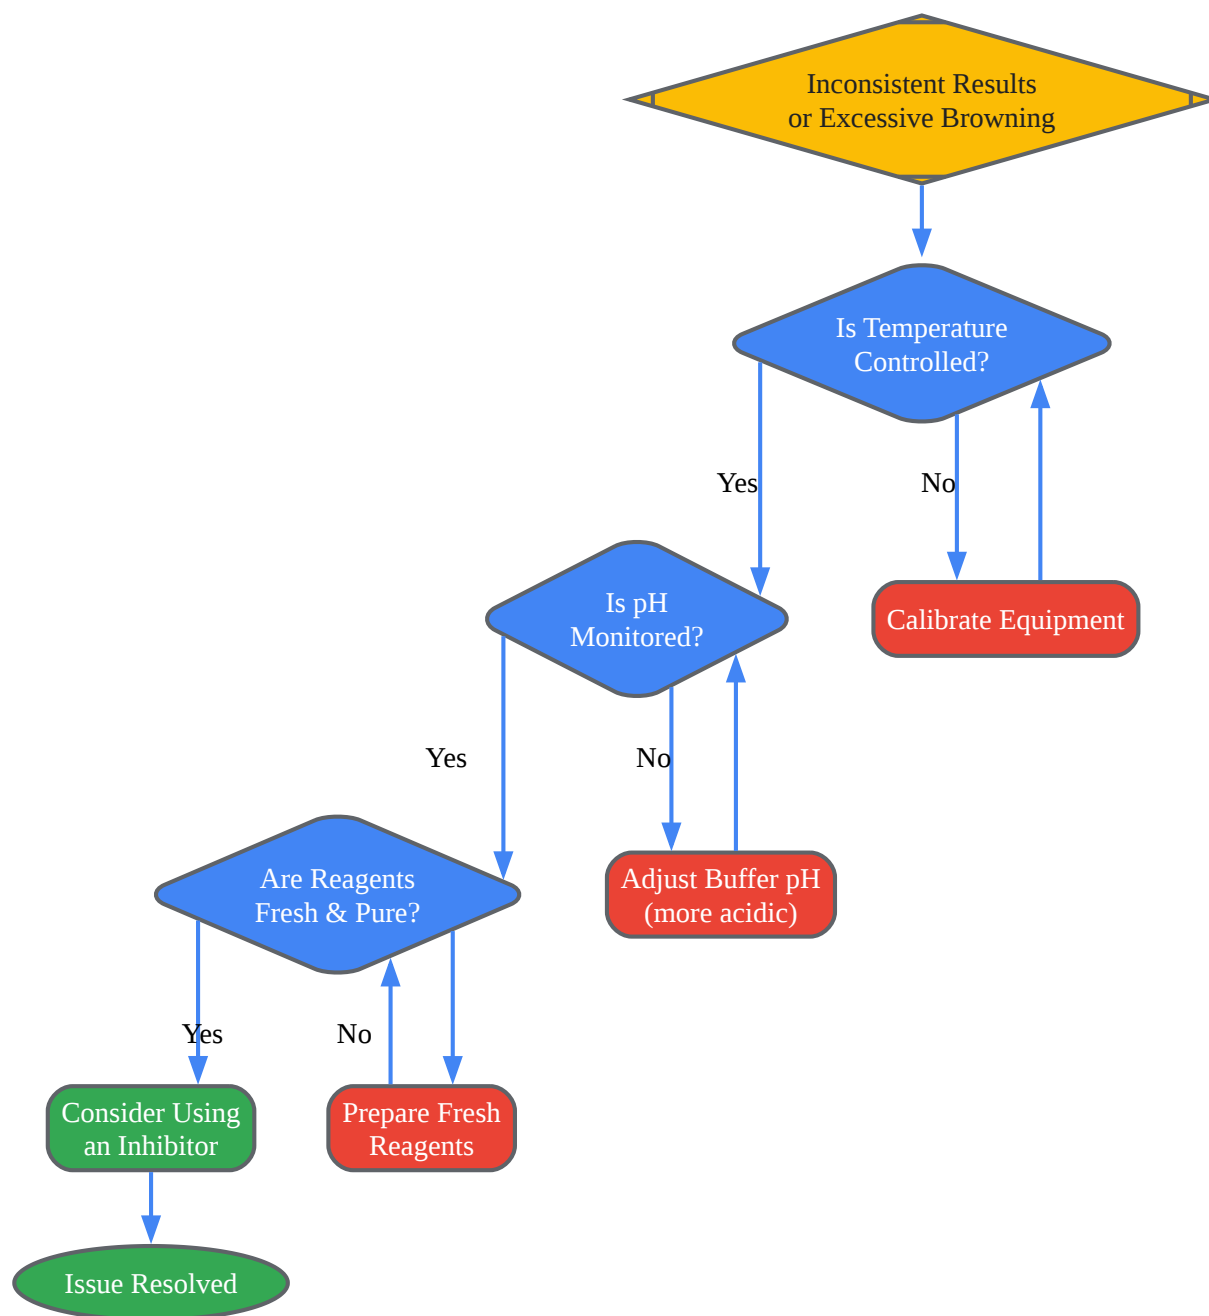 Inconsistent Results
or Excessive Browning
Is Temperature
Controlled?
Yes
No
Is pH
Monitored?
Calibrate Equipment
Yes
No
Are Reagents
Fresh & Pure?
Adjust Buffer pH
(more acidic)
Yes
No
Consider Using
an Inhibitor
Prepare Fresh
Reagents
Issue Resolved